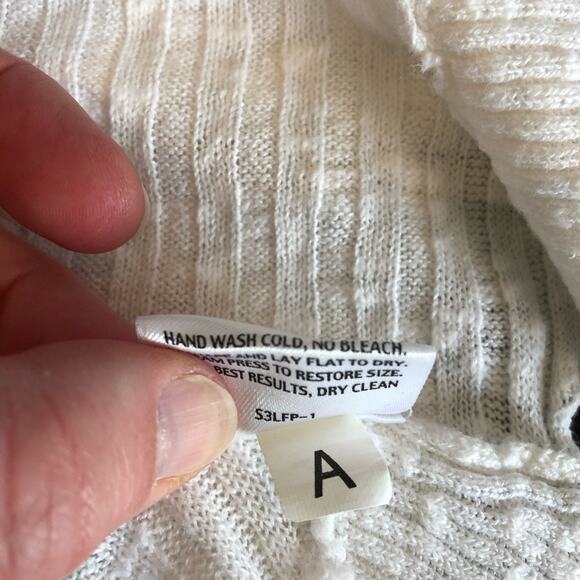 HAND WASH COLD, NO BLEACH.
AND LAY FLAT TO DRY.
PRESS TO RESTORE SIZE.
BEST RESULTS, DRY CLEAN
S3LFP-1
A